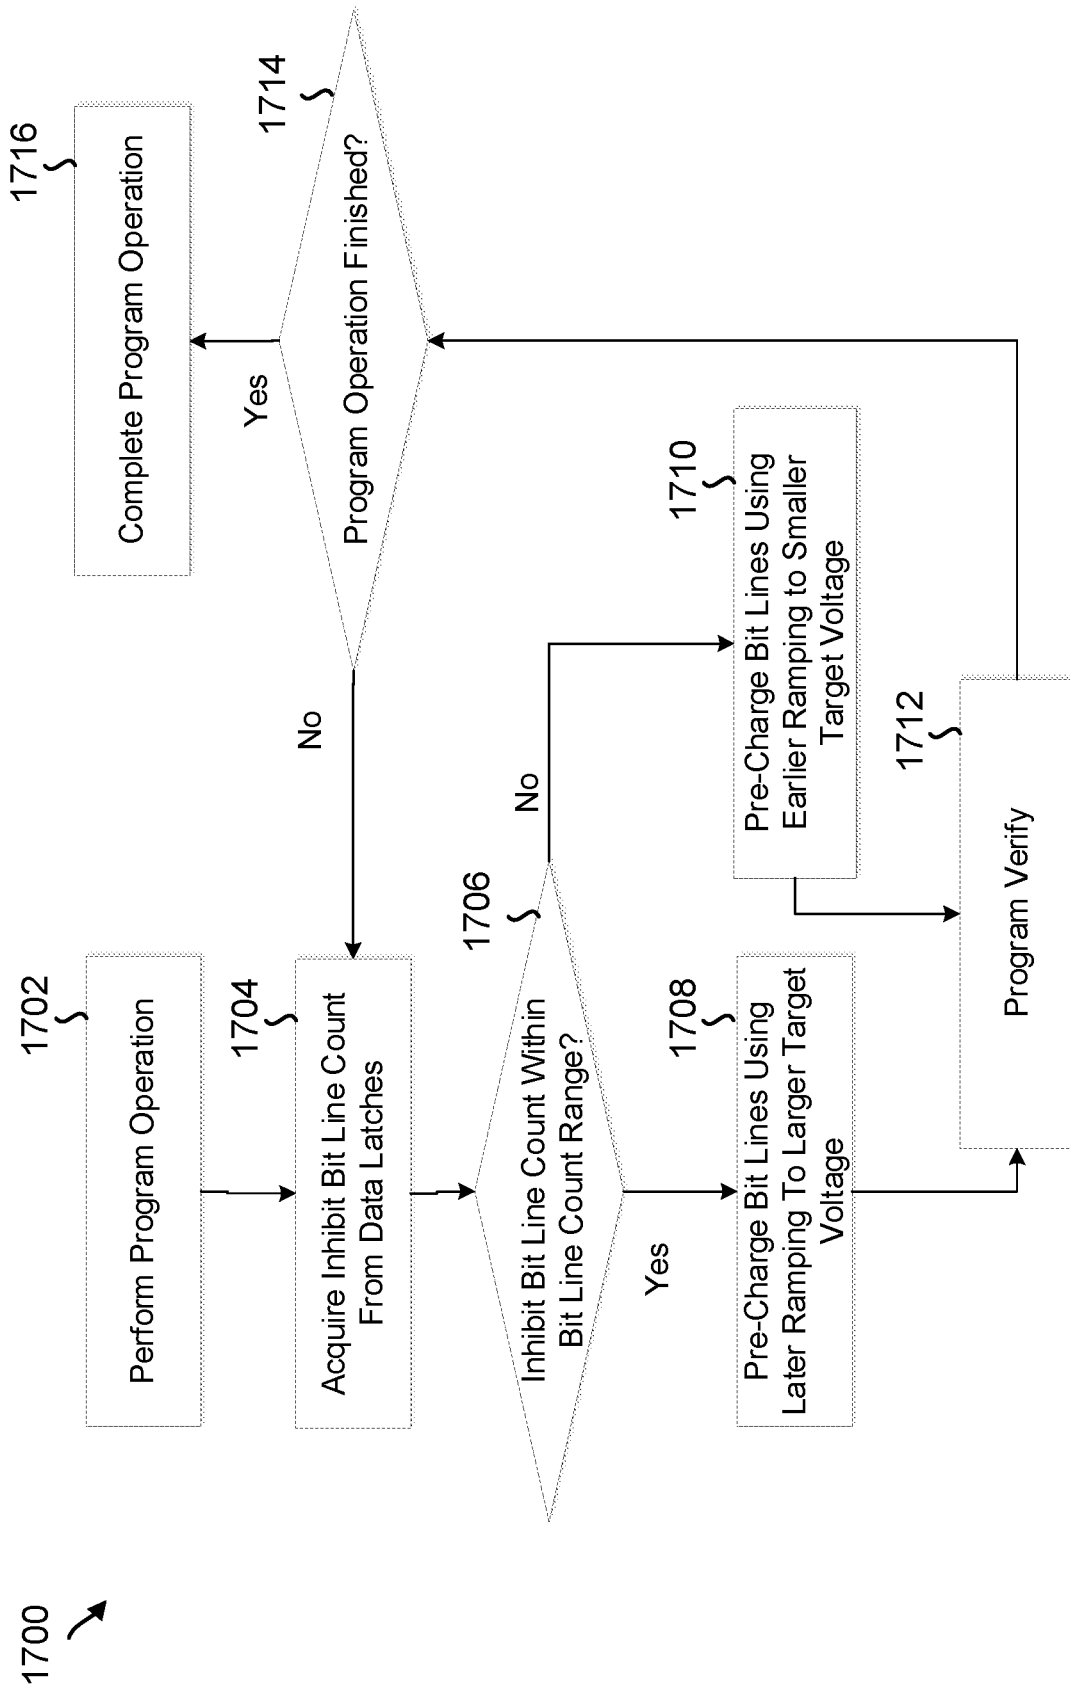 1700
1702
Perform Program Operation
1704
Acquire Inhibit Bit Line Count
From Data Latches
1706
Inhibit Bit Line Count Within
Bit Line Count Range?
Yes
No
1708
Pre-Charge Bit Lines Using
Later Ramping To Larger Target
Voltage
1710
Pre-Charge Bit Lines Using
Earlier Ramping to Smaller
Target Voltage
1712
Program Verify
1714
Program Operation Finished?
No
Yes
1716
Complete Program Operation